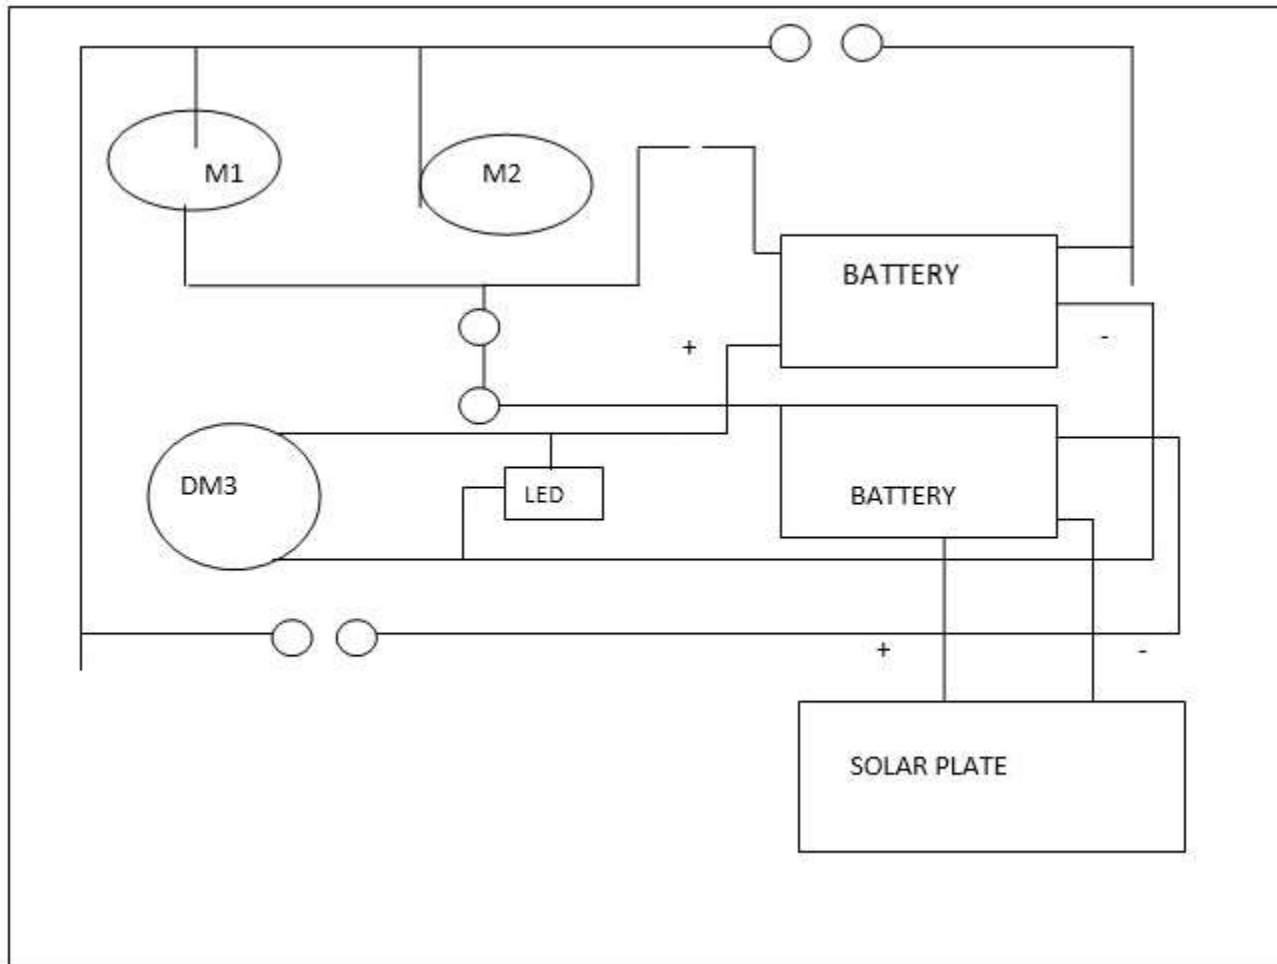 M1
M2
BATTERY
+
-
DM3
LED
BATTERY
+
-
SOLAR PLATE